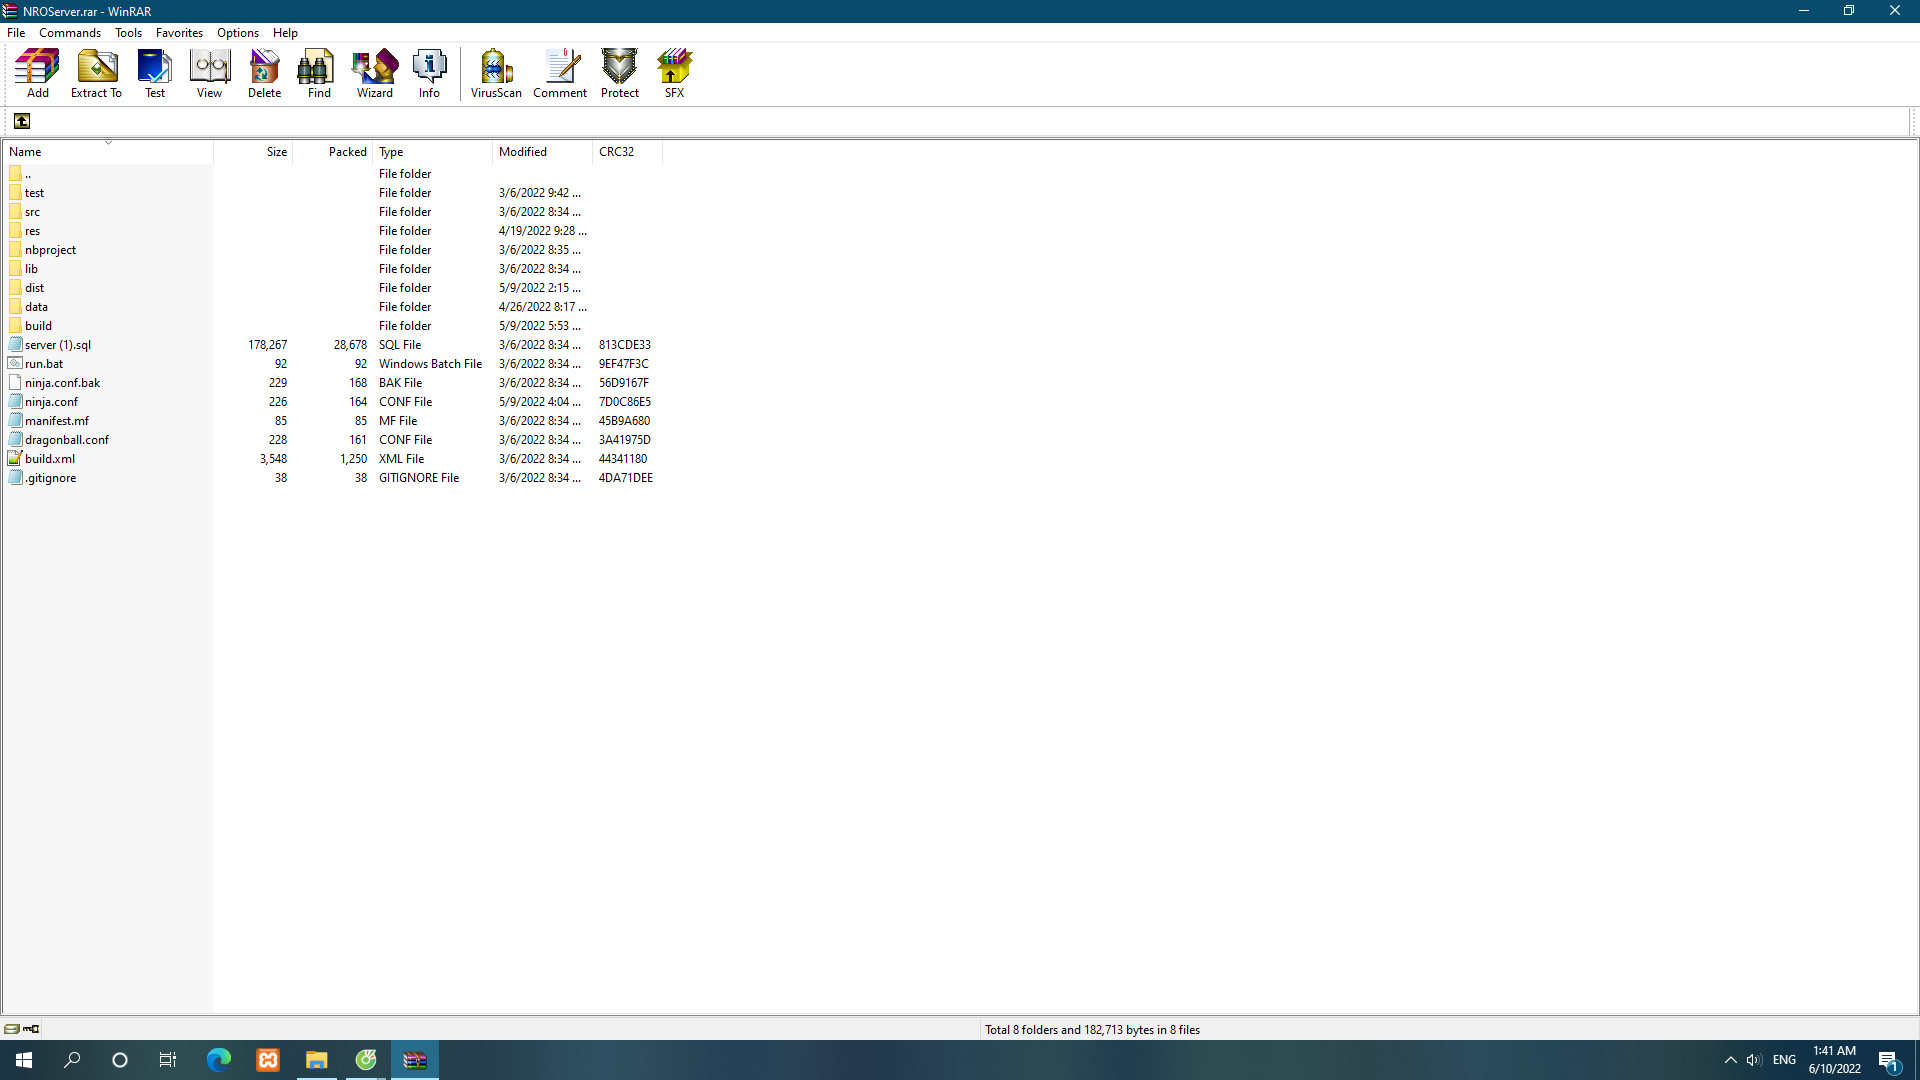 NROServer.rar - WinRAR
File Commands Tools Favorites Options Help
Add Extract To Test View Delete Find Wizard Info VirusScan Comment Protect SFX
Name Size Packed Type Modified CRC32
.. File folder
test File folder 3/6/2022 9:42 ...
src File folder 3/6/2022 8:34 ...
res File folder 4/19/2022 9:28 ...
nbproject File folder 3/6/2022 8:35 ...
lib File folder 3/6/2022 8:34 ...
dist File folder 5/9/2022 2:15 ...
data File folder 4/26/2022 8:17 ...
build File folder 5/9/2022 5:53 ...
server (1).sql 178,267 28,678 SQL File 3/6/2022 8:34 ... 813CDE33
run.bat 92 92 Windows Batch File 3/6/2022 8:34 ... 9EF47F3C
ninja.conf.bak 229 168 BAK File 3/6/2022 8:34 ... 56D9167F
ninja.conf 226 164 CONF File 5/9/2022 4:04 ... 7D0C86E5
manifest.mf 85 85 MF File 3/6/2022 8:34 ... 45B9A680
dragonball.conf 228 161 CONF File 3/6/2022 8:34 ... 3A41975D
build.xml 3,548 1,250 XML File 3/6/2022 8:34 ... 44341180
.gitignore 38 38 GITIGNORE File 3/6/2022 8:34 ... 4DA71DEE
Total 8 folders and 182,713 bytes in 8 files
ENG
1:41 AM
6/10/2022
1